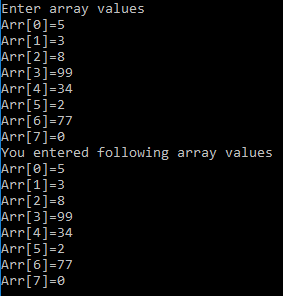 Enter array values
Arr[0]=5
Arr[1]=3
Arr[2]=8
Arr[3]=99
Arr[4]=34
Arr[5]=2
Arr[6]=77
Arr[7]=0
You entered following array values
Arr[0]=5
Arr[1]=3
Arr[2]=8
Arr[3]=99
Arr[4]=34
Arr[5]=2
Arr[6]=77
Arr[7]=0